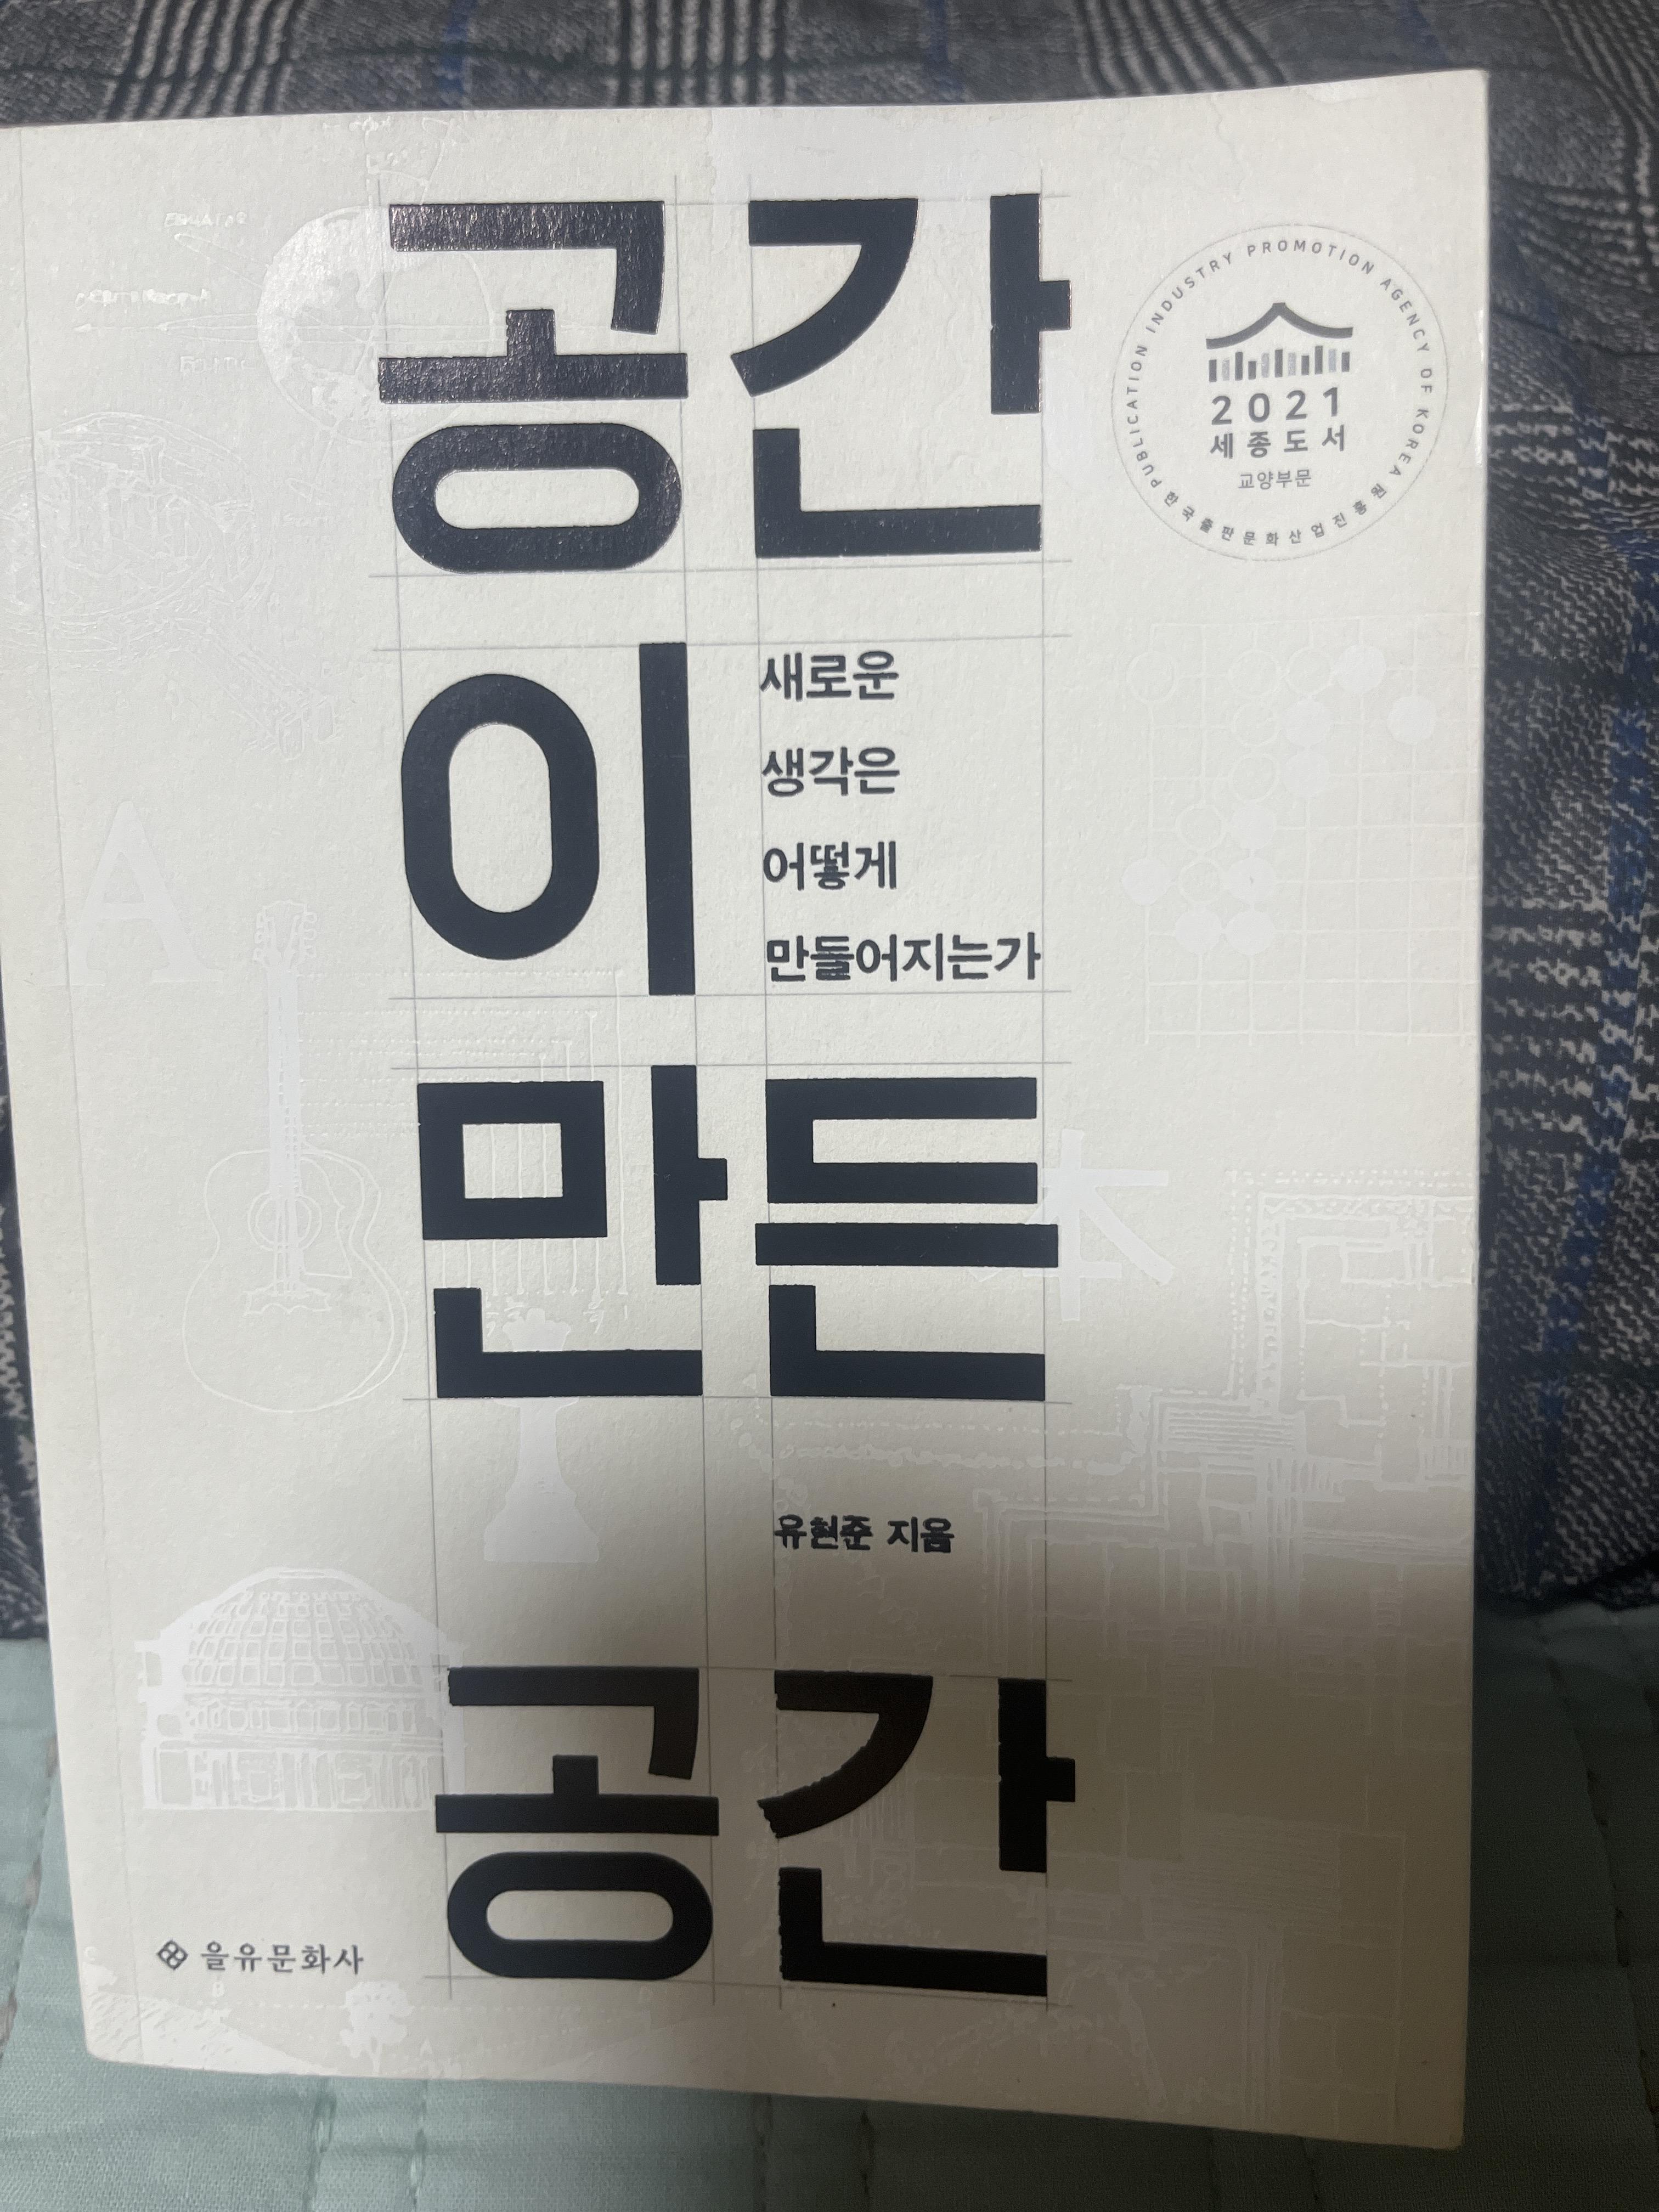 공간
이
새로운
생각은
어떻게
만들어지는가
만든
유현준 지음
공간
을유문화사
PUBLICATION INDUSTRY PROMOTION AGENCY OF KOREA
2021
세종도서
교양부문
한국출판문화산업진흥원
A
本